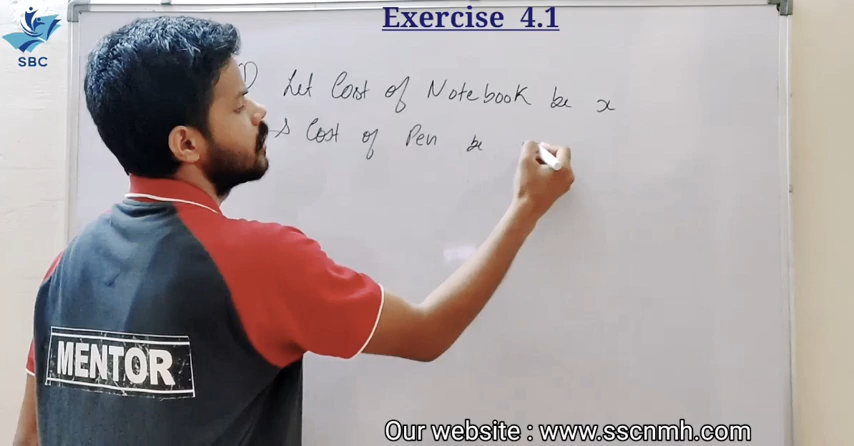 SBC
Exercise 4.1
Let Cost of Notebook be x
& Cost of Pen be
MENTOR
Our website : www.sscnmh.com